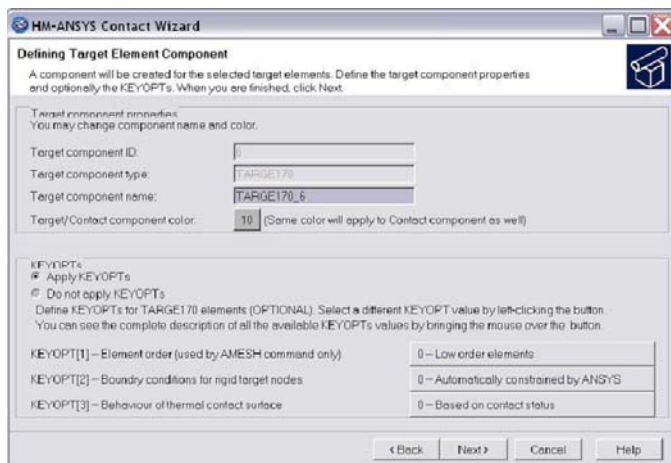 HM-ANSYS Contact Wizard
Defining Target Element Component
A component will be created for the selected target elements. Define the target component properties
and optionally the KEYOPTs. When you are finished, click Next.
Target component properties
You may change component name and color.
Target component ID: 6
Target component type: TARGE170
Target component name: TARGE170_6
Target/Contact component color: 10 (Same color will apply to Contact component as well)
KEYOPTs
Apply KEYOPTs
Do not apply KEYOPTs
Define KEYOPTs for TARGE170 elements (OPTIONAL). Select a different KEYOPT value by left-clicking the button.
You can see the complete description of all the available KEYOPTs values by bringing the mouse over the button.
KEYOPT[1] – Element order (used by AMESH command only) 0 – Low order elements
KEYOPT[2] – Boundry conditions for rigid target nodes 0 – Automatically constrained by ANSYS
KEYOPT[3] – Behaviour of thermal contact surface 0 – Based on contact status
<Back Next> Cancel Help